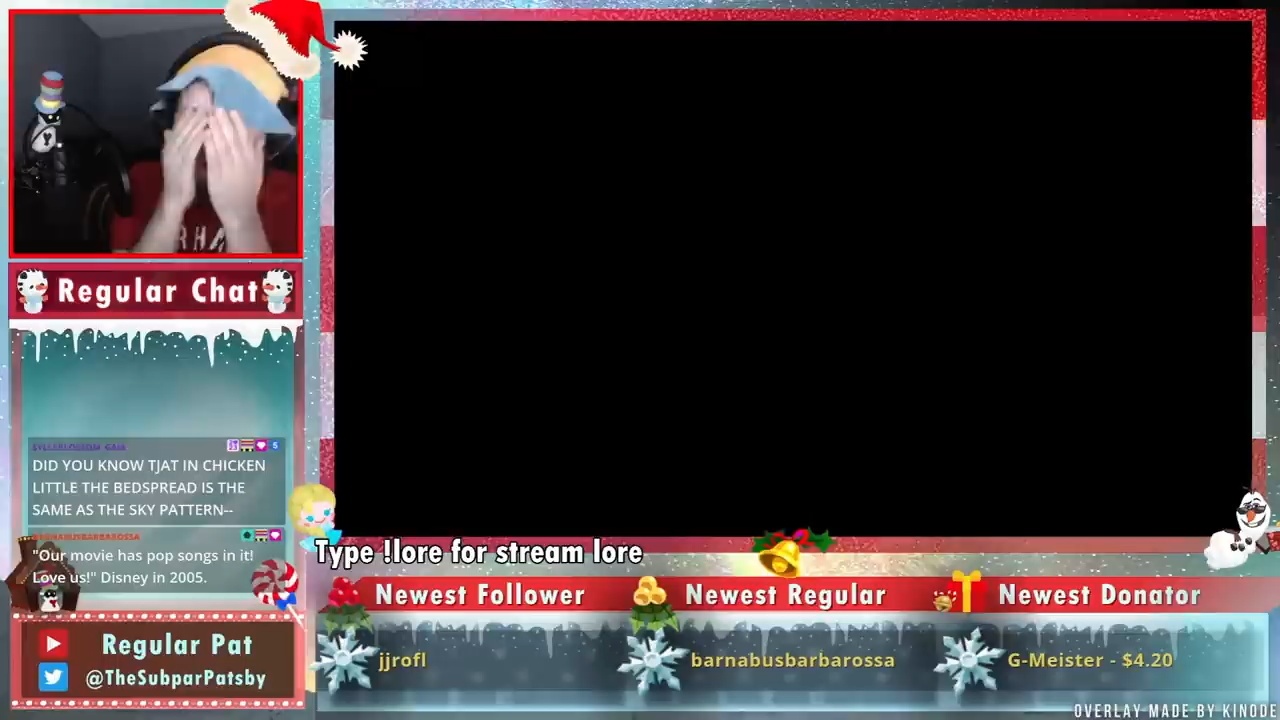 Regular Chat
DID YOU KNOW TJAT IN CHICKEN
LITTLE THE BEDSPREAD IS THE
SAME AS THE SKY PATTERN--
BARNABUSBARBAROSSA
"Our movie has pop songs in it!
Love us!" Disney in 2005.
Regular Pat
@TheSubparPatsby
Type !lore for stream lore
Newest Follower
Newest Regular
Newest Donator
jjrofl
barnabusbarbarossa
G-Meister - $4.20
OVERLAY MADE BY KINODE